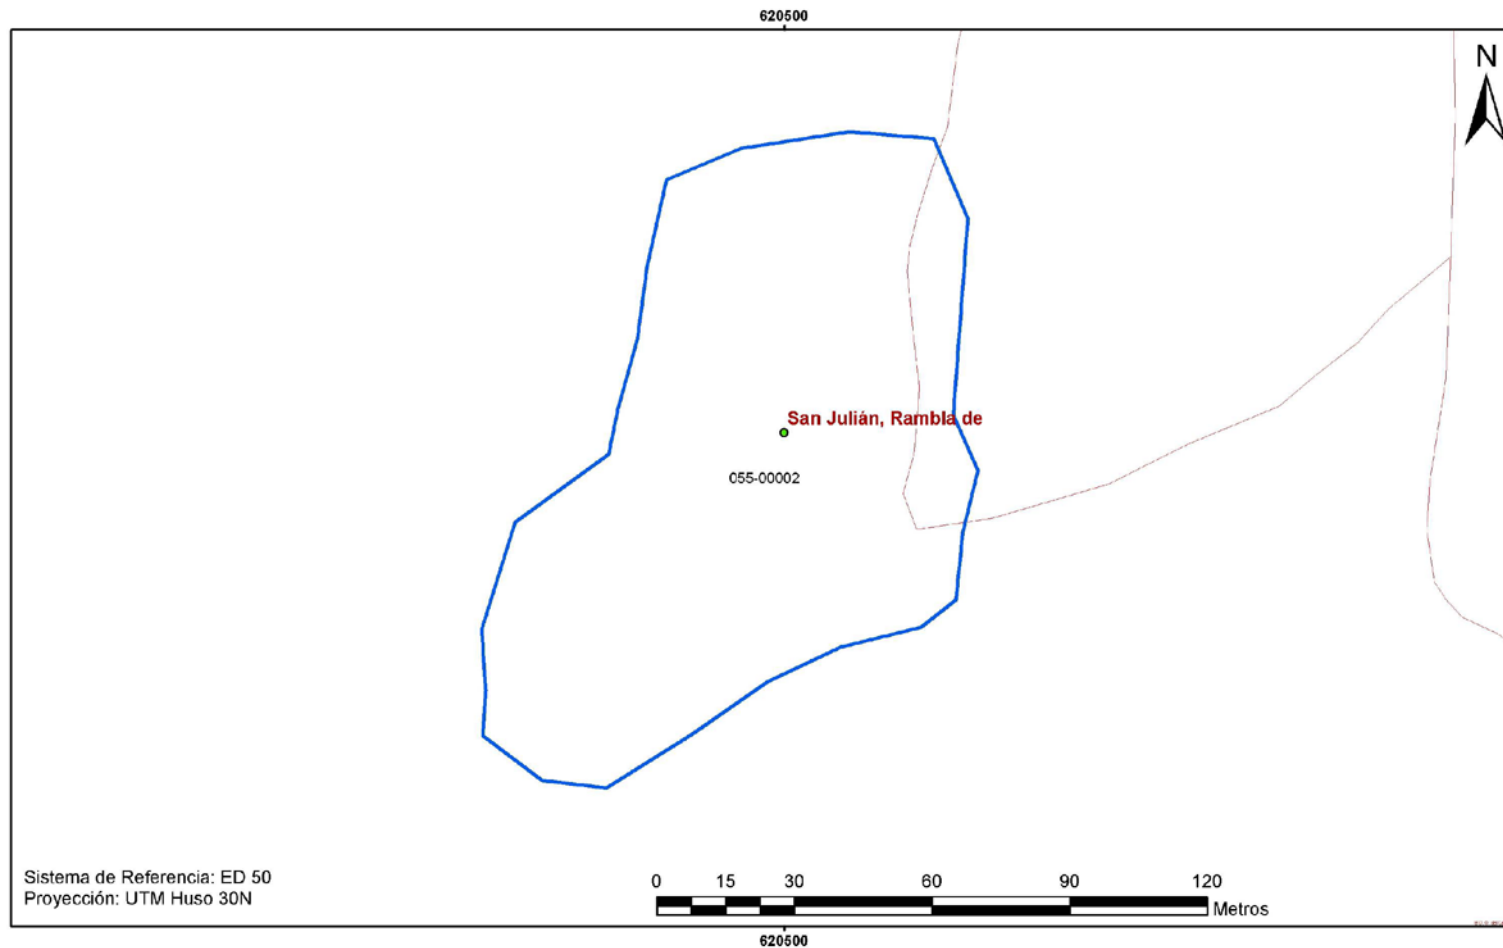 620500
N
San Julián, Rambla de
055-00002
Sistema de Referencia: ED 50
Proyección: UTM Huso 30N
0 15 30 60 90 120
Metros
620500